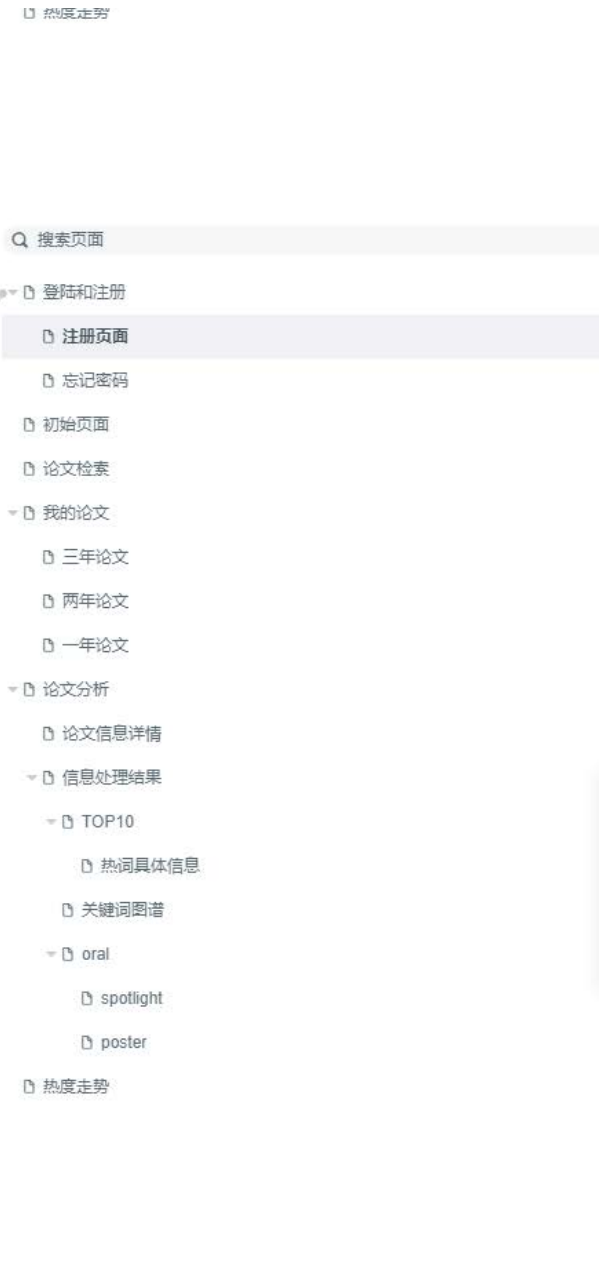 热度走势
搜索页面
登陆和注册
注册页面
忘记密码
初始页面
论文检索
我的论文
三年论文
两年论文
一年论文
论文分析
论文信息详情
信息处理结果
TOP10
热词具体信息
关键词图谱
oral
spotlight
poster
热度走势